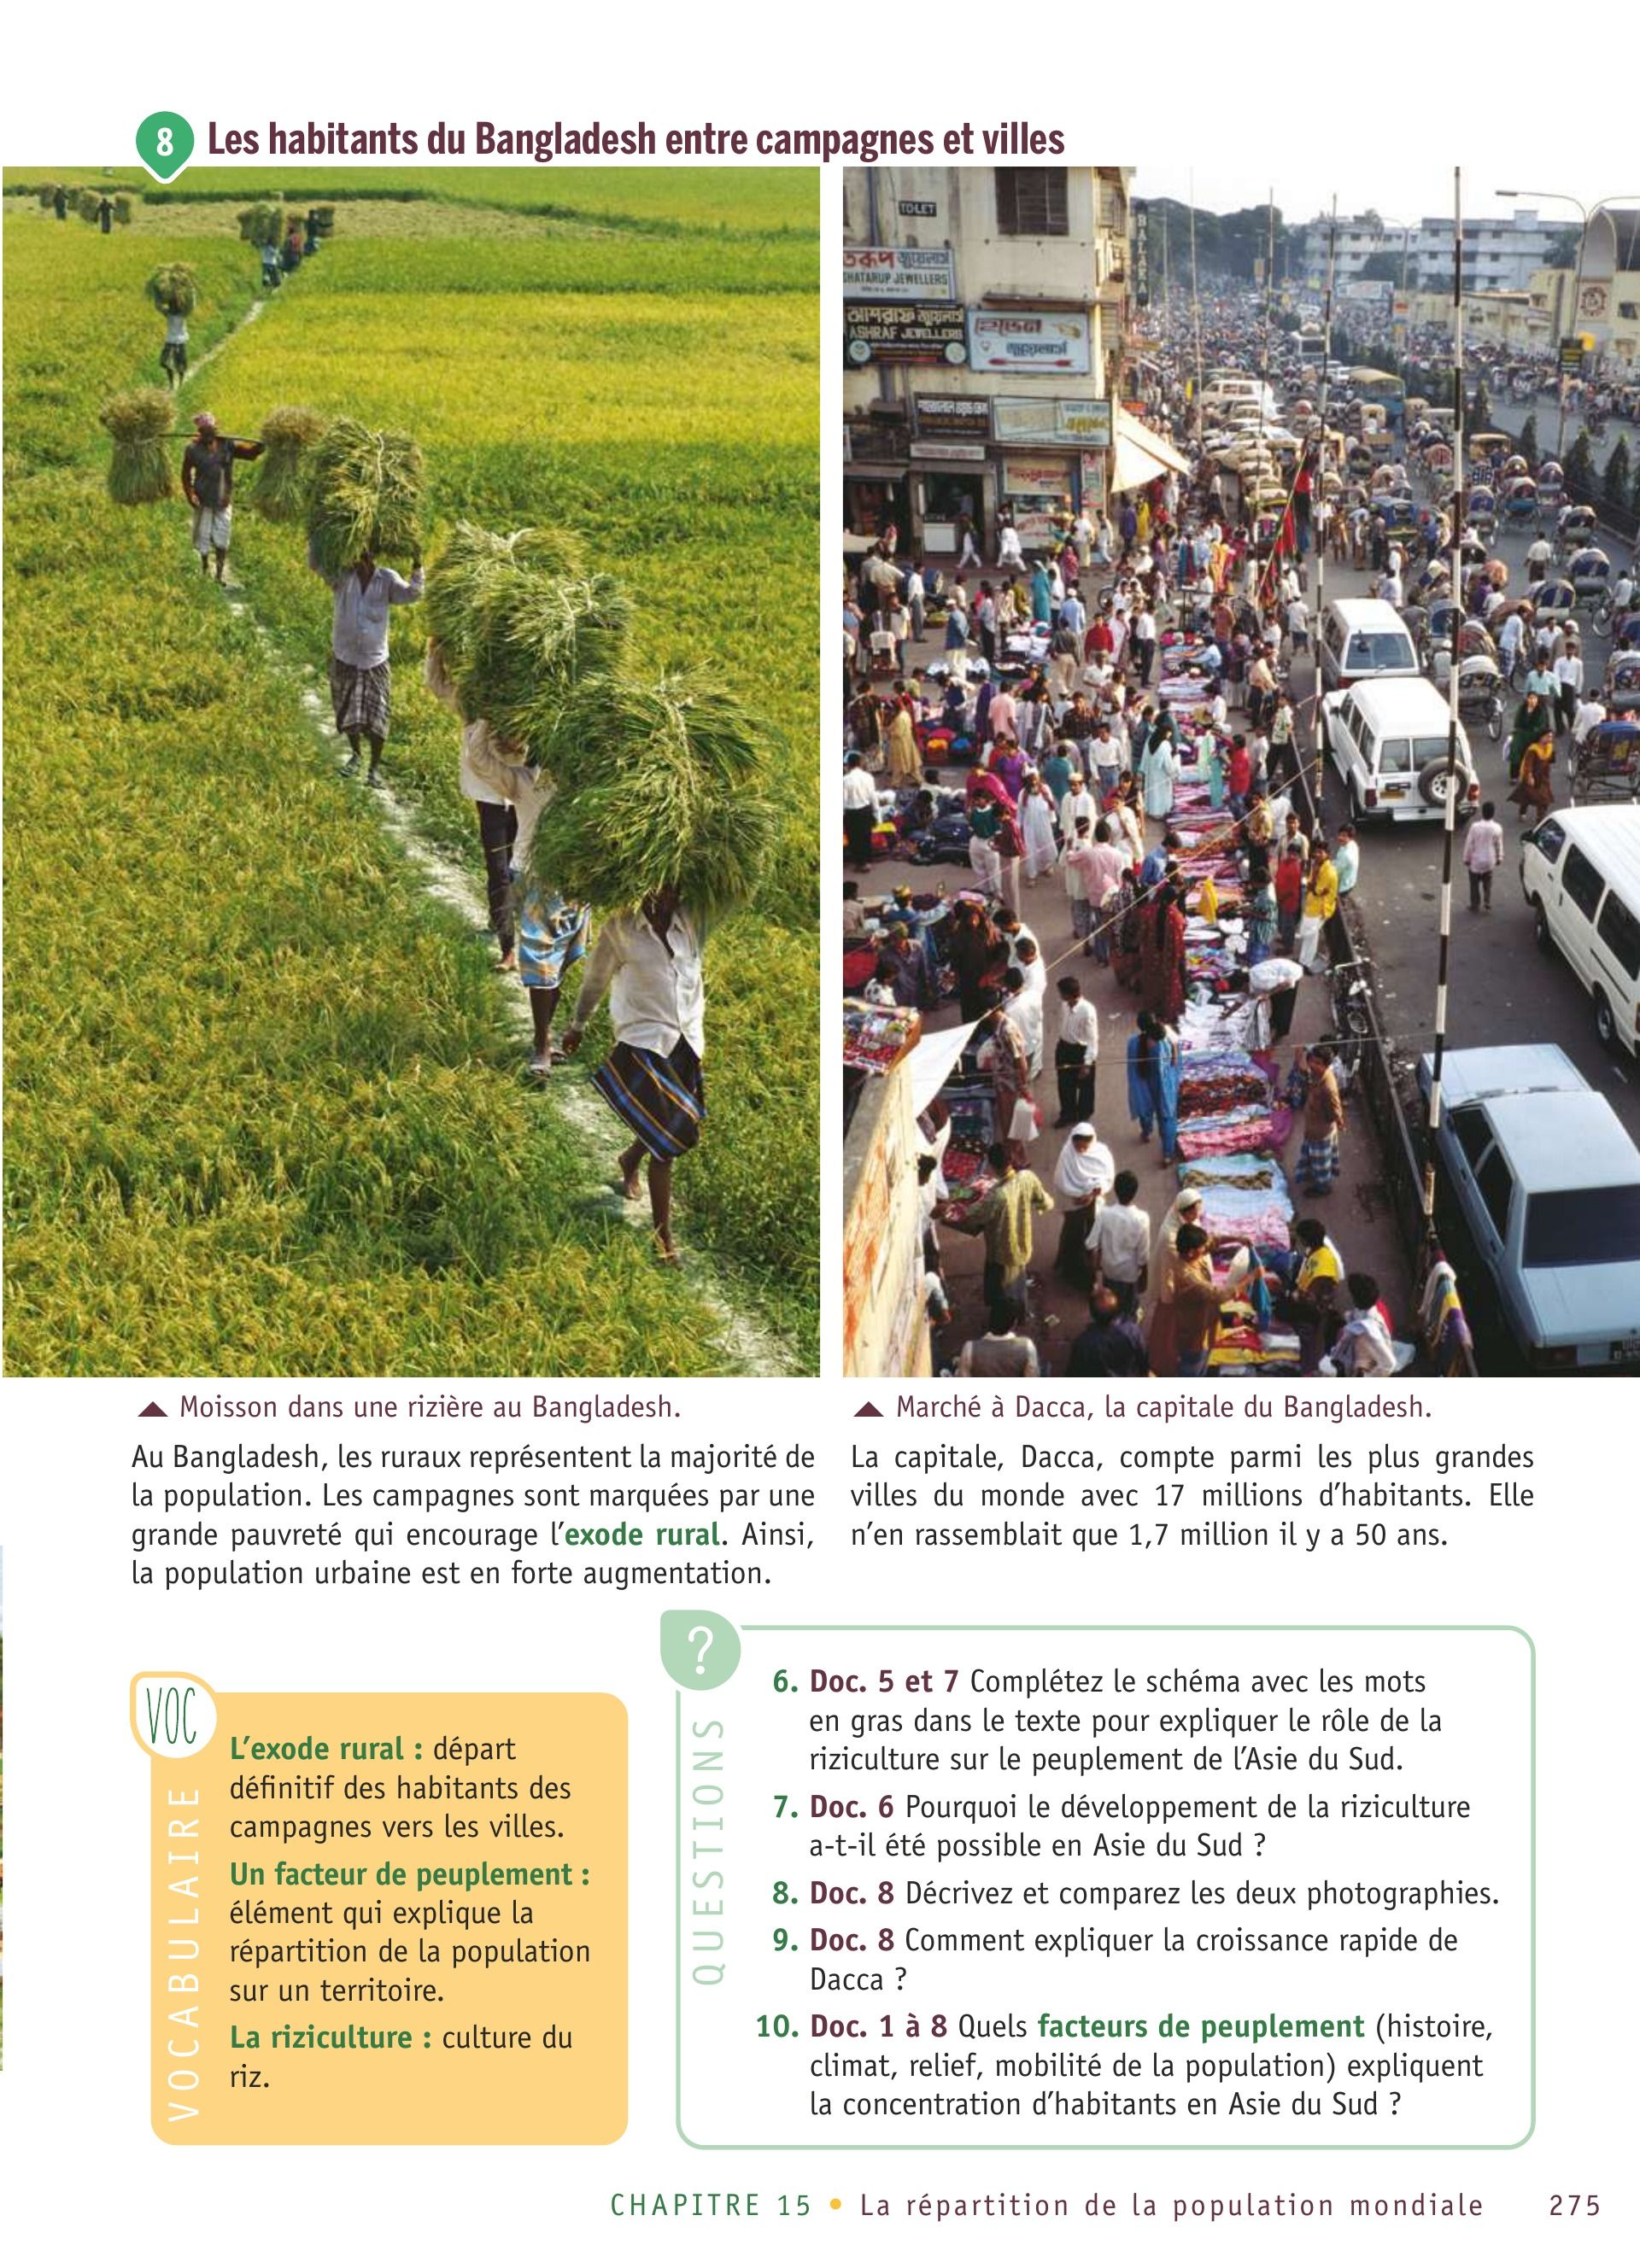 8 Les habitants du Bangladesh entre campagnes et villes
TOLET
SHATARUP JEWELLERS
ASHRAF JEWELLERS
Moisson dans une rizière au Bangladesh.
Au Bangladesh, les ruraux représentent la majorité de
la population. Les campagnes sont marquées par une
grande pauvreté qui encourage l’exode rural. Ainsi,
la population urbaine est en forte augmentation.
Marché à Dacca, la capitale du Bangladesh.
La capitale, Dacca, compte parmi les plus grandes
villes du monde avec 17 millions d’habitants. Elle
n’en rassemblait que 1,7 million il y a 50 ans.
VOC
VOCABULAIRE
L’exode rural : départ
définitif des habitants des
campagnes vers les villes.
Un facteur de peuplement :
élément qui explique la
répartition de la population
sur un territoire.
La riziculture : culture du
riz.
?
QUESTIONS
6. Doc. 5 et 7 Complétez le schéma avec les mots
en gras dans le texte pour expliquer le rôle de la
riziculture sur le peuplement de l’Asie du Sud.
7. Doc. 6 Pourquoi le développement de la riziculture
a-t-il été possible en Asie du Sud ?
8. Doc. 8 Décrivez et comparez les deux photographies.
9. Doc. 8 Comment expliquer la croissance rapide de
Dacca ?
10. Doc. 1 à 8 Quels facteurs de peuplement (histoire,
climat, relief, mobilité de la population) expliquent
la concentration d’habitants en Asie du Sud ?
CHAPITRE 15 • La répartition de la population mondiale 275